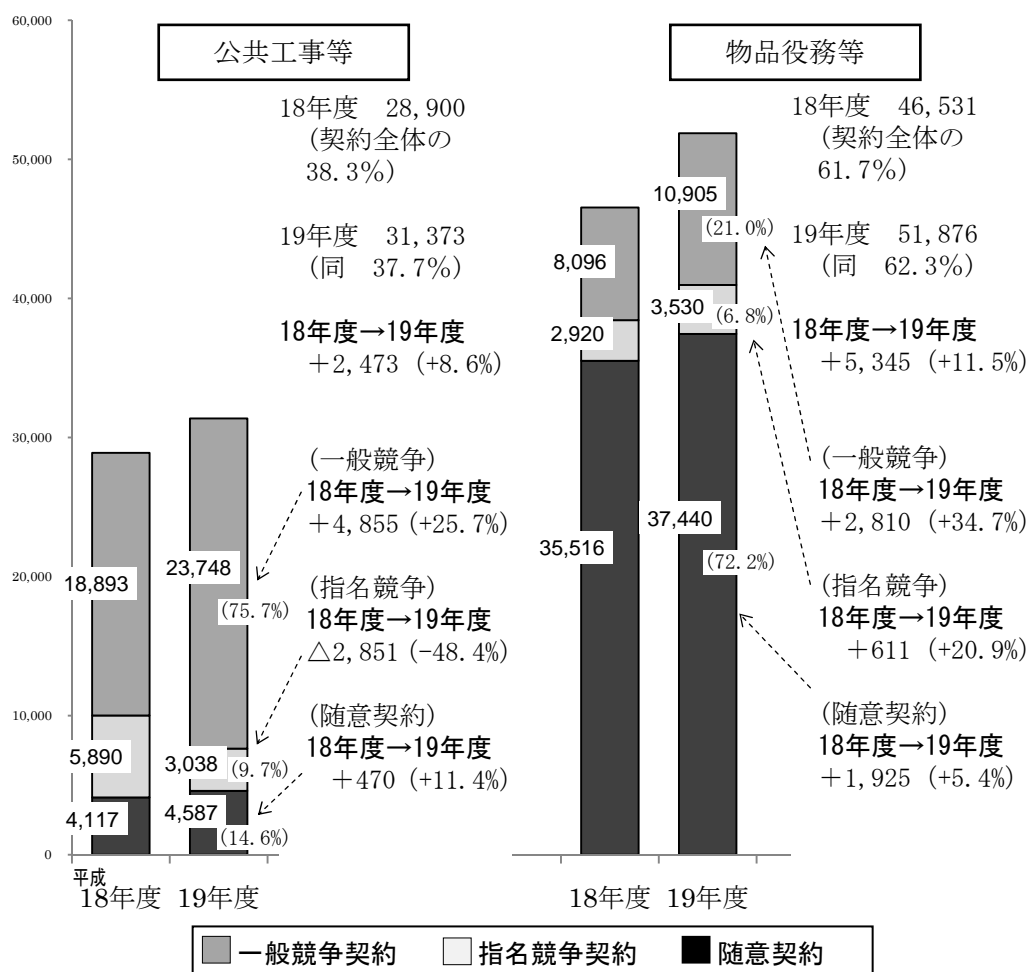 60,000
50,000
40,000
30,000
20,000
10,000
0
公共工事等
18年度 28,900
(契約全体の
38.3%)
19年度 31,373
(同 37.7%)
18年度→19年度
+2,473 (+8.6%)
(一般競争)
18年度→19年度
+4,855 (+25.7%)
(指名競争)
18年度→19年度
△2,851 (-48.4%)
(随意契約)
18年度→19年度
+470 (+11.4%)
18,893
5,890
4,117
23,748
(75.7%)
3,038
(9.7%)
4,587
(14.6%)
平成
18年度 19年度
物品役務等
18年度 46,531
(契約全体の
61.7%)
19年度 51,876
(同 62.3%)
18年度→19年度
+5,345 (+11.5%)
(一般競争)
18年度→19年度
+2,810 (+34.7%)
(指名競争)
18年度→19年度
+611 (+20.9%)
(随意契約)
18年度→19年度
+1,925 (+5.4%)
8,096
2,920
35,516
10,905
(21.0%)
3,530
(6.8%)
37,440
(72.2%)
18年度 19年度
一般競争契約 指名競争契約 随意契約